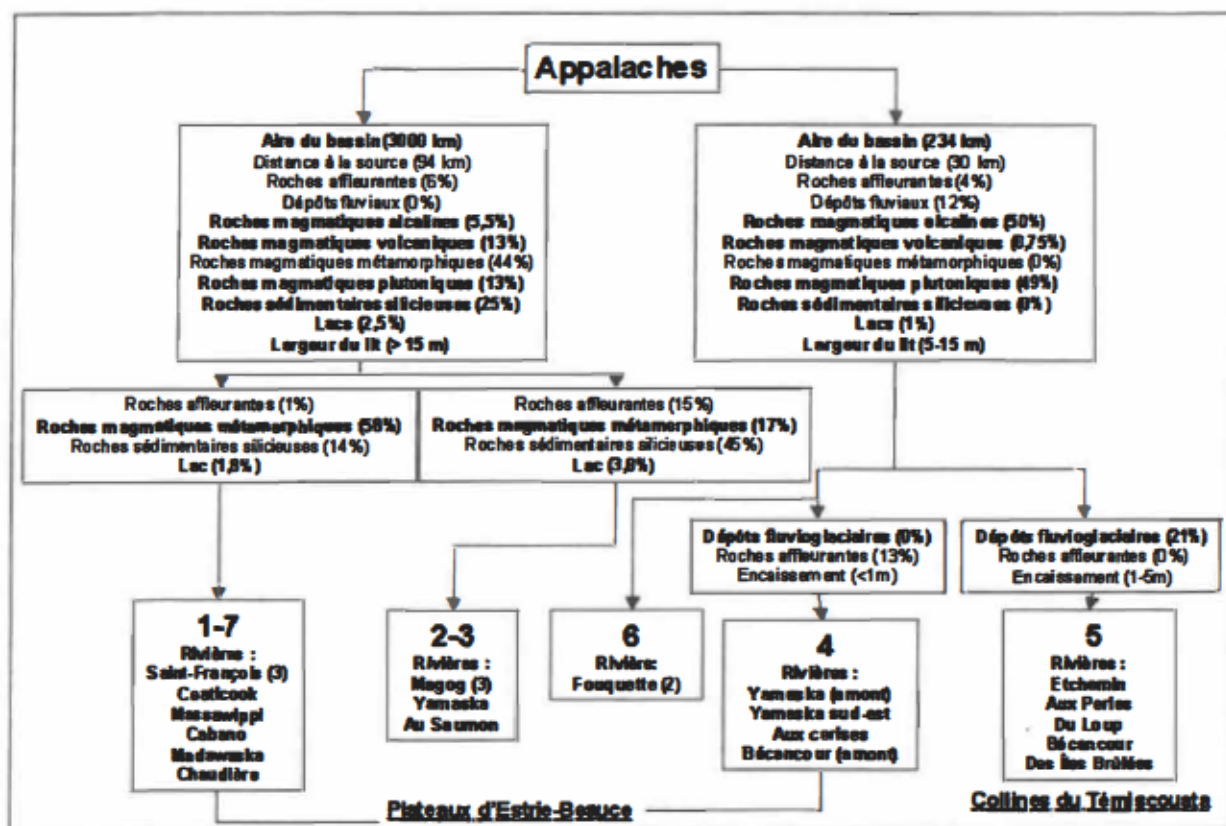 Appalaches
Aire du bassin (3000 km)
Distance à la source (94 km)
Roches affleurantes (6%)
Dépôts fluviaux (0%)
Roches magmatiques alcalines (5,5%)
Roches magmatiques volcaniques (13%)
Roches magmatiques métamorphiques (44%)
Roches magmatiques plutoniques (13%)
Roches sédimentaires silicieuses (25%)
Lacs (2,5%)
Largeur du lit (> 15 m)
Aire du bassin (234 km)
Distance à la source (30 km)
Roches affleurantes (4%)
Dépôts fluviaux (12%)
Roches magmatiques alcalines (50%)
Roches magmatiques volcaniques (0,75%)
Roches magmatiques métamorphiques (0%)
Roches magmatiques plutoniques (49%)
Roches sédimentaires silicieuses (0%)
Lacs (1%)
Largeur du lit (5-15 m)
Roches affleurantes (1%)
Roches magmatiques métamorphiques (58%)
Roches sédimentaires silicieuses (14%)
Lac (1,8%)
Roches affleurantes (15%)
Roches magmatiques métamorphiques (17%)
Roches sédimentaires silicieuses (45%)
Lac (3,8%)
Dépôts fluvioglaciaires (0%)
Roches affleurantes (13%)
Encaissement (<1m)
Dépôts fluvioglaciaires (21%)
Roches affleurantes (0%)
Encaissement (1-5m)
1-7
Rivières :
Saint-François (3)
Coaticook
Massawippi
Cabano
Madawaska
Chaudière
2-3
Rivières :
Magog (3)
Yamaska
Au Saumon
6
Rivière:
Fouquette (2)
4
Rivières :
Yamaska (amont)
Yamaska sud-est
Aux cerises
Bécancour (amont)
5
Rivières :
Etchemin
Aux Perles
Du Loup
Bécancour
Des Îles Brûlées
Plateaux d'Estrie-Beauce
Collines du Témiscouata